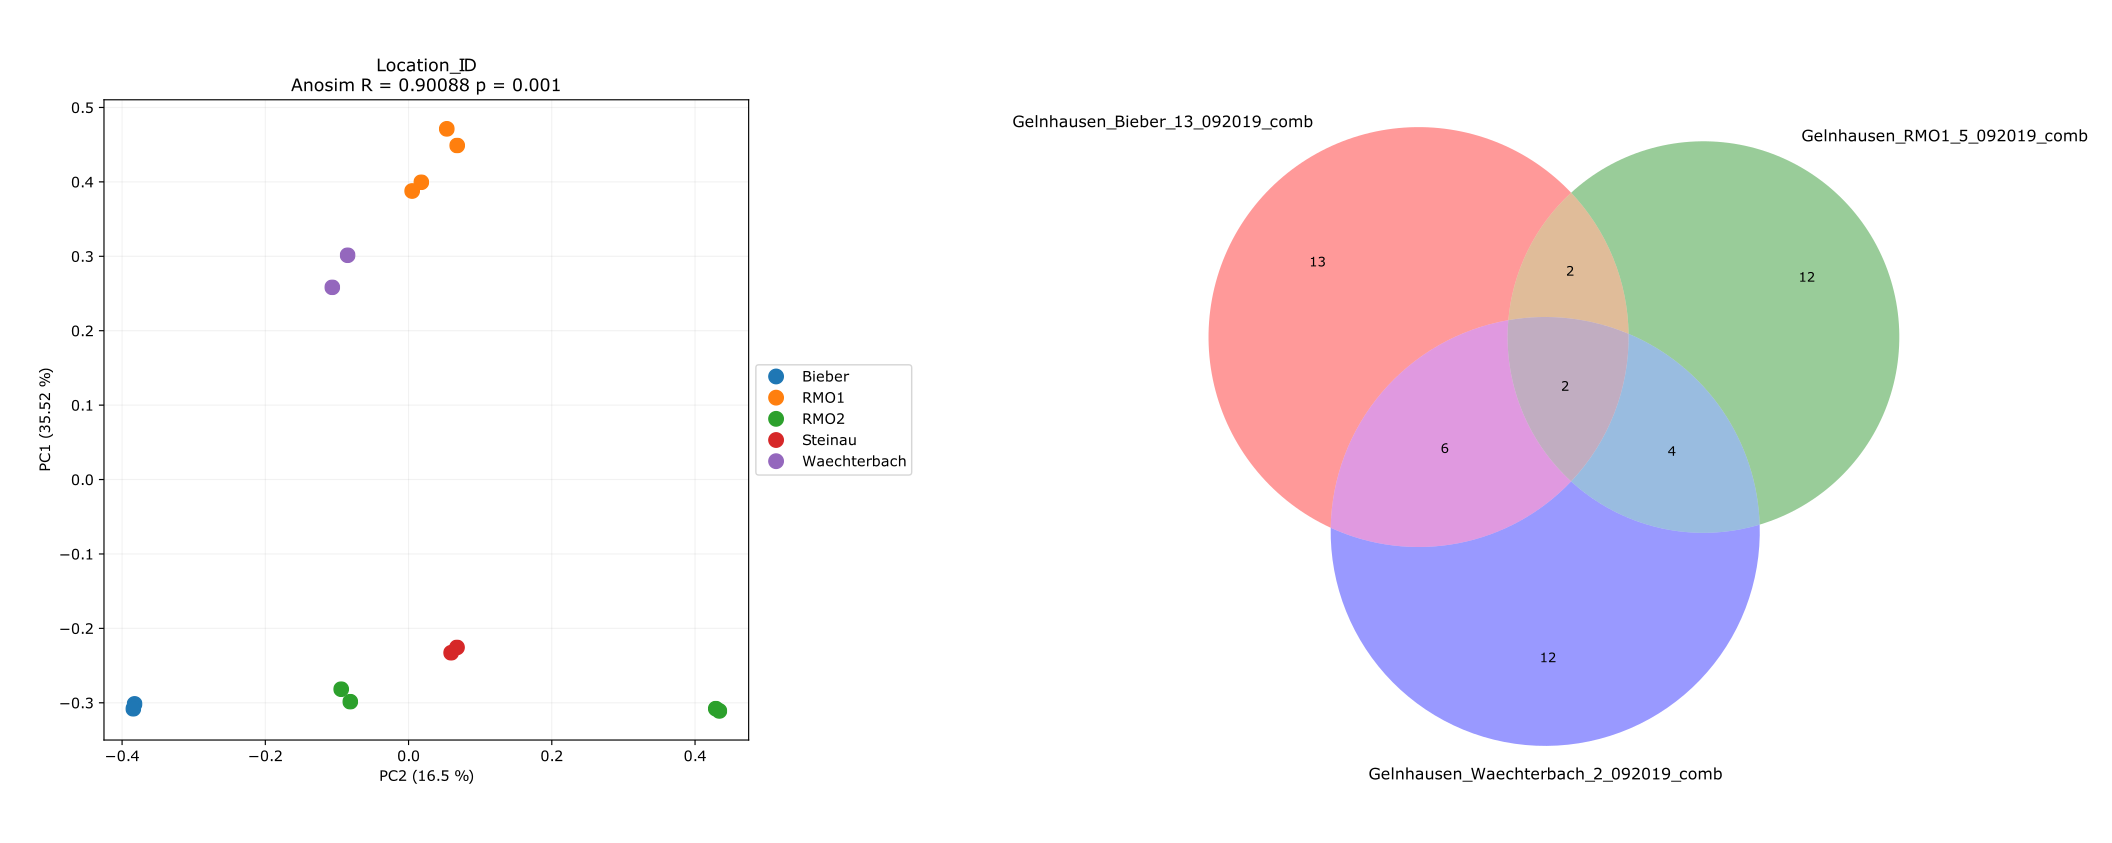 Location_ID
Anosim R = 0.90088 p = 0.001
0.5
0.4
0.3
0.2
0.1
0.0
−0.1
−0.2
−0.3
PC1 (35.52 %)
−0.4
−0.2
0.0
0.2
0.4
PC2 (16.5 %)
Bieber
RMO1
RMO2
Steinau
Waechterbach
Gelnhausen_Bieber_13_092019_comb
Gelnhausen_RMO1_5_092019_comb
13
2
12
2
6
4
12
Gelnhausen_Waechterbach_2_092019_comb